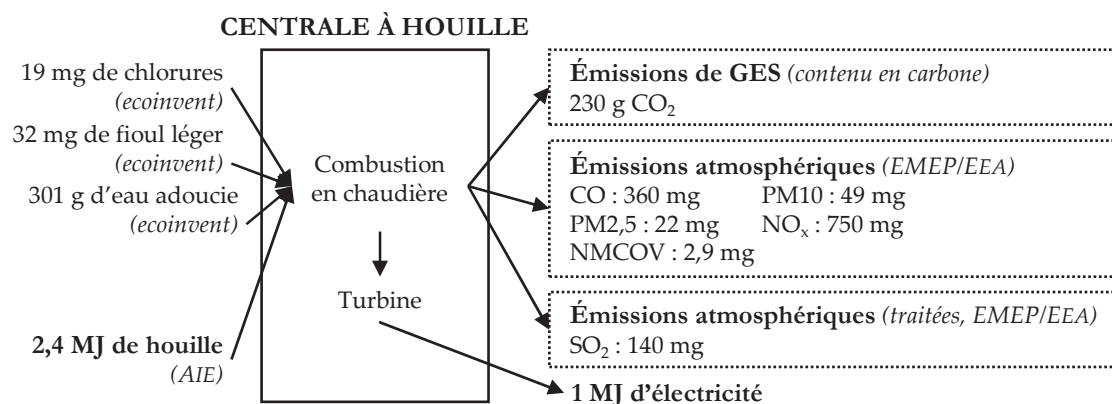 CENTRALE À HOUILLE
19 mg de chlorures
(ecoinvent)
32 mg de fioul léger
(ecoinvent)
301 g d’eau adoucie
(ecoinvent)
2,4 MJ de houille
(AIE)
Combustion
en chaudière
Turbine
Émissions de GES (contenu en carbone)
230 g CO₂
Émissions atmosphériques (EMEP/EEA)
CO : 360 mg PM10 : 49 mg
PM2,5 : 22 mg NOₓ : 750 mg
NMCOV : 2,9 mg
Émissions atmosphériques (traitées, EMEP/EEA)
SO₂ : 140 mg
1 MJ d’électricité